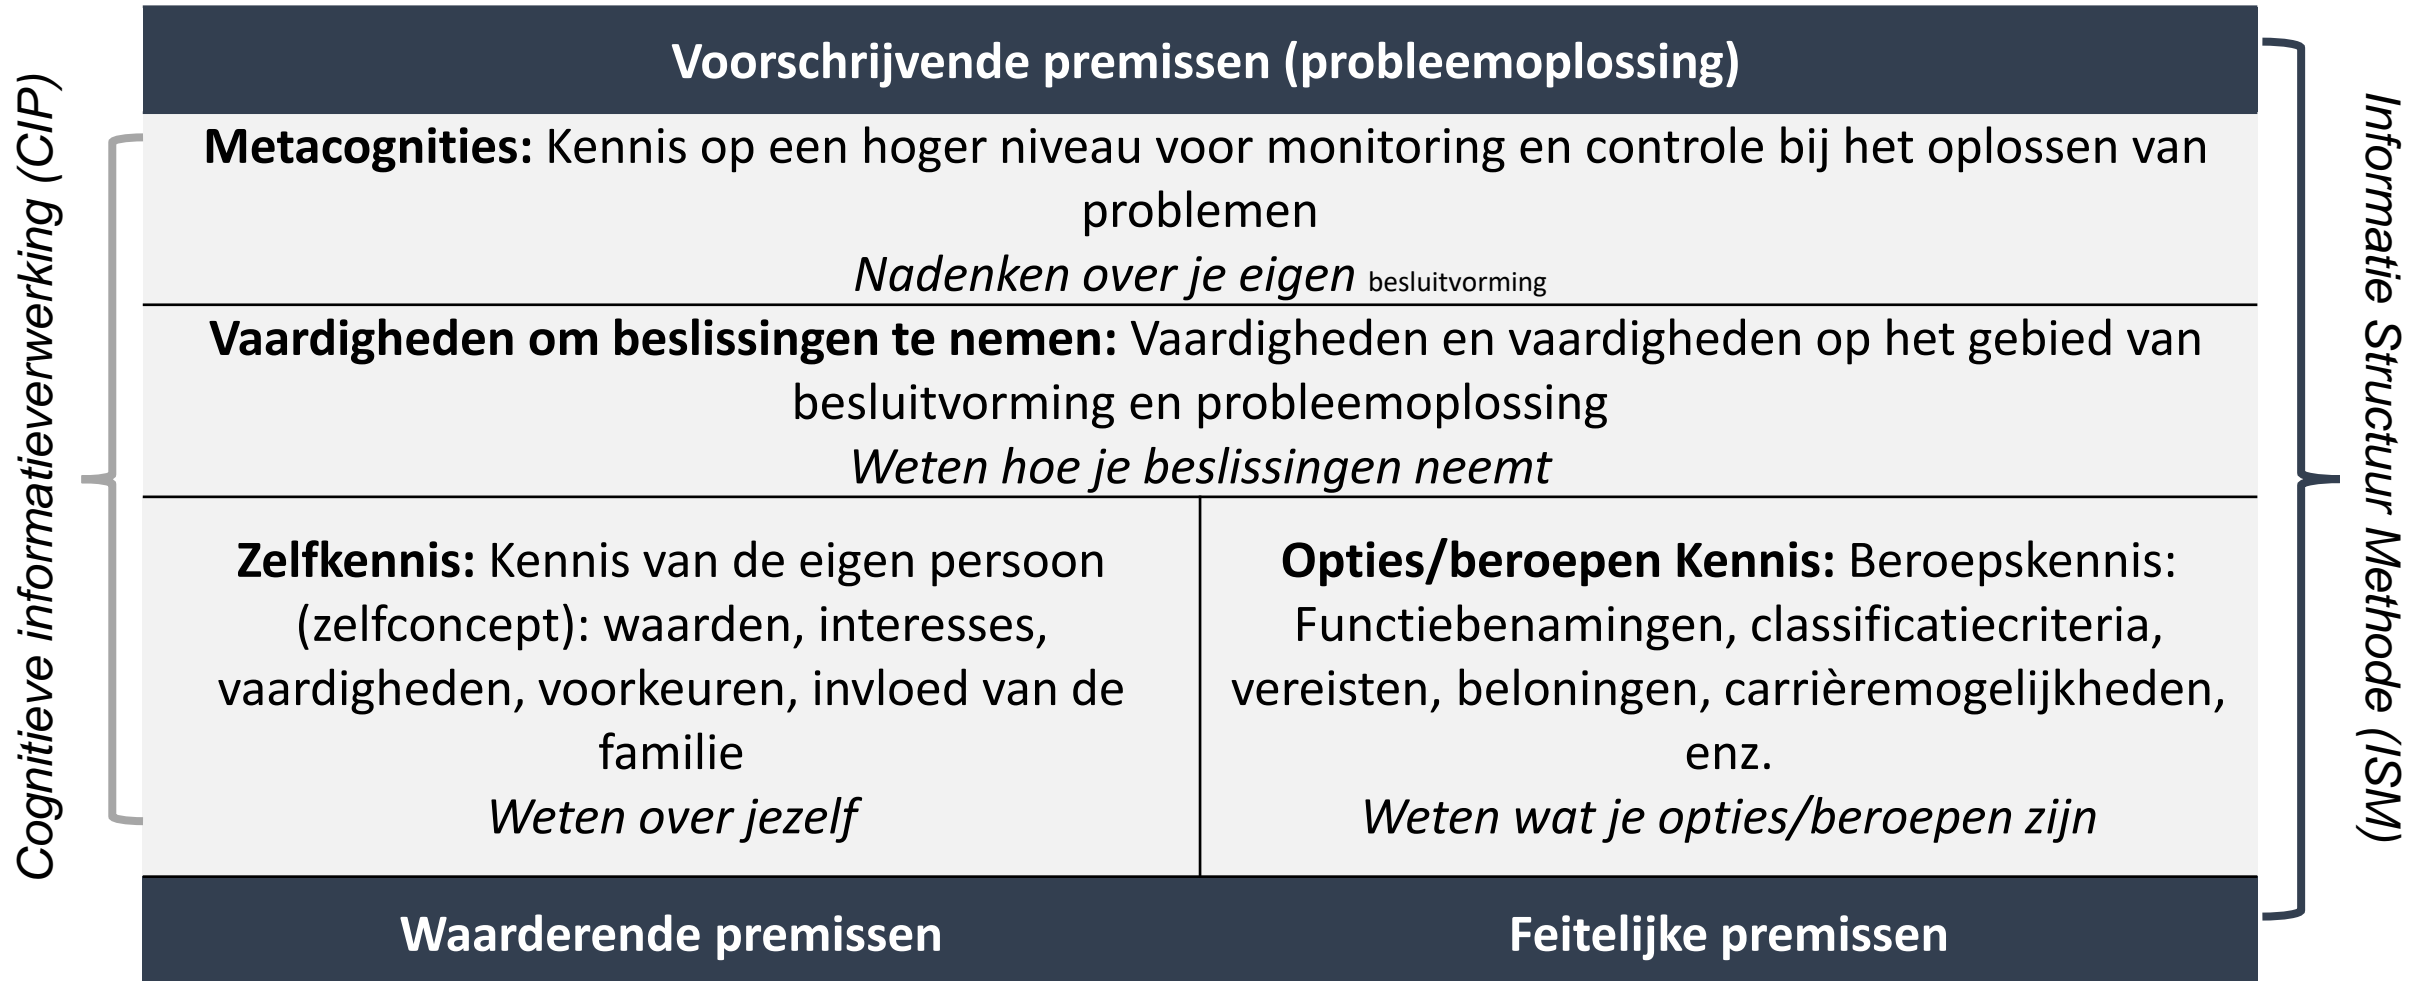 Voorschrijvende premissen (probleemoplossing)
Cognitieve informatieverwerking (CIP)
Metacognities: Kennis op een hoger niveau voor monitoring en controle bij het oplossen van
problemen
Nadenken over je eigen besluitvorming
Vaardigheden om beslissingen te nemen: Vaardigheden en vaardigheden op het gebied van
besluitvorming en probleemoplossing
Weten hoe je beslissingen neemt
Zelfkennis: Kennis van de eigen persoon
(zelfconcept): waarden, interesses,
vaardigheden, voorkeuren, invloed van de
familie
Weten over jezelf
Opties/beroepen Kennis: Beroepskennis:
Functiebenamingen, classificatiecriteria,
vereisten, beloningen, carrièremogelijkheden,
enz.
Weten wat je opties/beroepen zijn
Waarderende premissen
Feitelijke premissen
Informatie Structuur Methode (ISM)